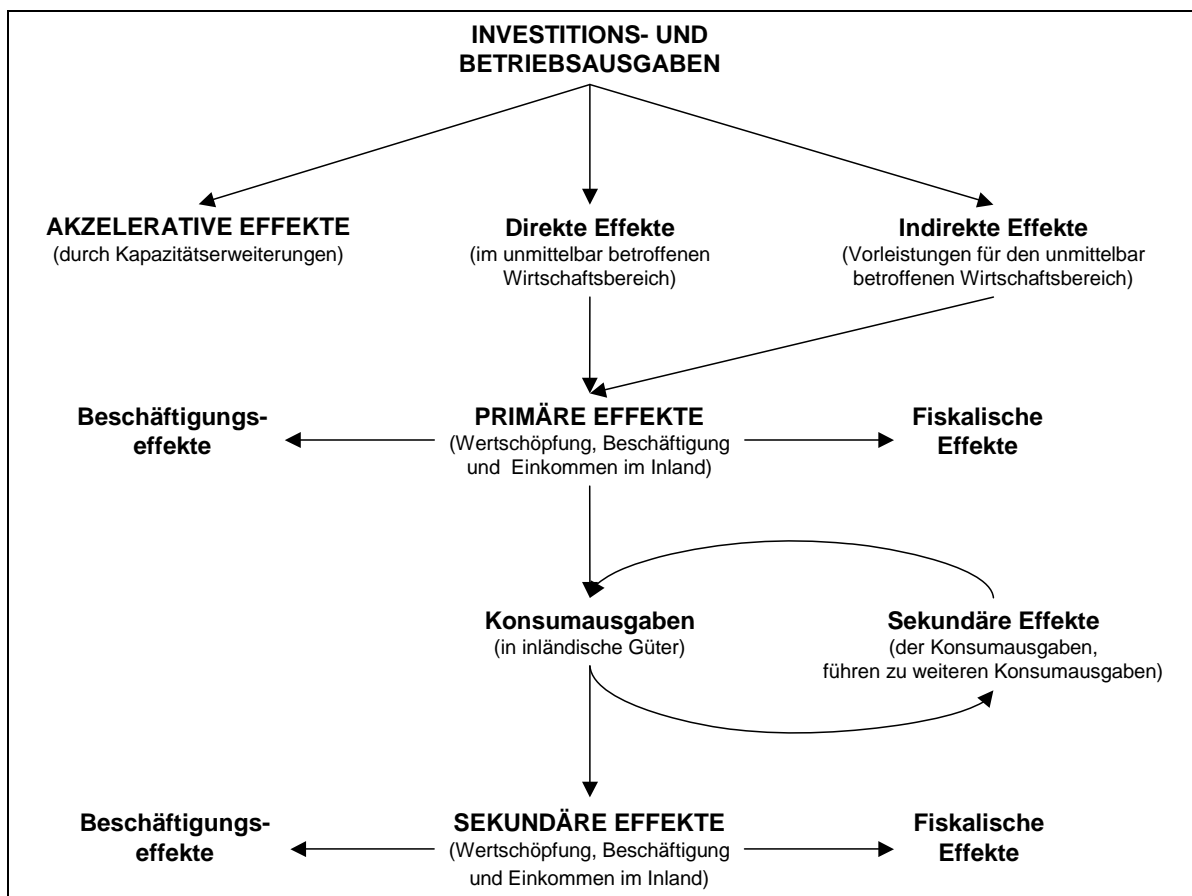 INVESTITIONS- UND
BETRIEBSAUSGABEN
AKZELERATIVE EFFEKTE
(durch Kapazitätserweiterungen)
Direkte Effekte
(im unmittelbar betroffenen
Wirtschaftsbereich)
Indirekte Effekte
(Vorleistungen für den unmittelbar
betroffenen Wirtschaftsbereich)
Beschäftigungs-
effekte
PRIMÄRE EFFEKTE
(Wertschöpfung, Beschäftigung
und Einkommen im Inland)
Fiskalische
Effekte
Konsumausgaben
(in inländische Güter)
Sekundäre Effekte
(der Konsumausgaben,
führen zu weiteren Konsumausgaben)
Beschäftigungs-
effekte
SEKUNDÄRE EFFEKTE
(Wertschöpfung, Beschäftigung
und Einkommen im Inland)
Fiskalische
Effekte